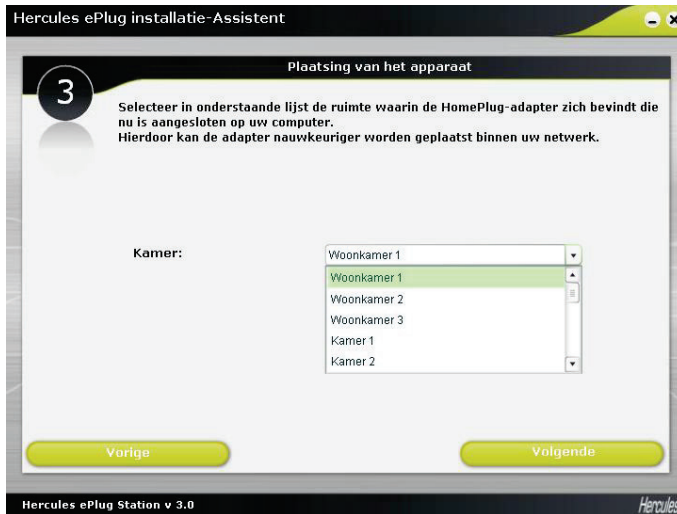 Hercules ePlug installatie-Assistent
Plaatsing van het apparaat
3
Selecteer in onderstaande lijst de ruimte waarin de HomePlug-adapter zich bevindt die
nu is aangesloten op uw computer.
Hierdoor kan de adapter nauwkeuriger worden geplaatst binnen uw netwerk.
Kamer:
Woonkamer 1
Woonkamer 1
Woonkamer 2
Woonkamer 3
Kamer 1
Kamer 2
Vorige
Volgende
Hercules ePlug Station v 3.0
Hercules